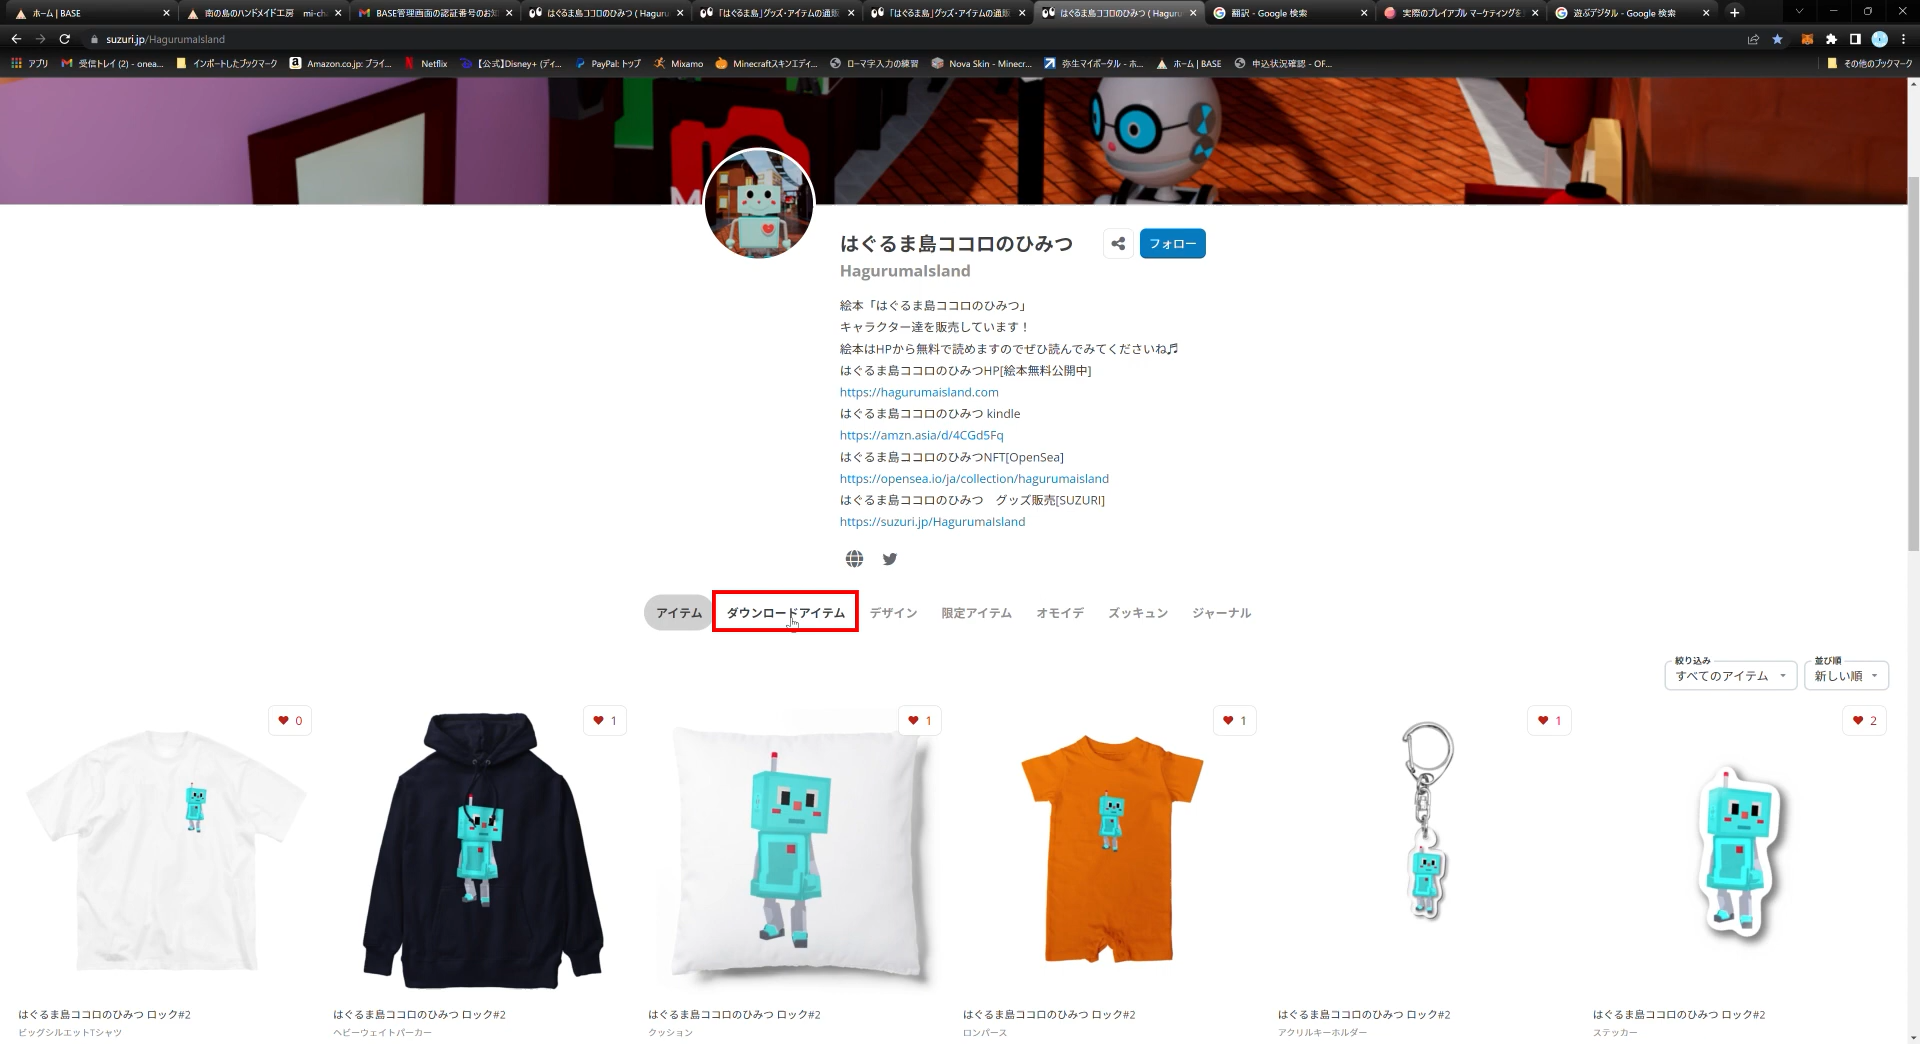 ホーム | BASE
南の島のハンドメイド工房 mi-ch
BASE管理画面の認証番号のお知
はぐるま島ココロのひみつ ( Hagur
「はぐるま島」グッズ・アイテムの通販
「はぐるま島」グッズ・アイテムの通販
はぐるま島ココロのひみつ ( Hagur
翻訳 - Google 検索
実際のプレイアブル マーケティングを
遊ぶデジタル - Google 検索
suzuri.jp/HagurumaIsland
アプリ
受信トレイ (2) - onea...
インポートしたブックマーク
Amazon.co.jp: プライ...
Netflix
【公式】Disney+ (ディ...
PayPal: トップ
Mixamo
Minecraftスキンエディ...
ローマ字入力の練習
Nova Skin - Minecr...
弥生マイポータル - ホ...
ホーム | BASE
申込状況確認 - OF...
その他のブックマーク
はぐるま島ココロのひみつ
フォロー
HagurumaIsland
絵本「はぐるま島ココロのひみつ」
キャラクター達を販売しています！
絵本はHPから無料で読めますのでぜひ読んでみてくださいね♬
はぐるま島ココロのひみつHP[絵本無料公開中]
https://hagurumaisland.com
はぐるま島ココロのひみつ kindle
https://amzn.asia/d/4CGd5Fq
はぐるま島ココロのひみつNFT[OpenSea]
https://opensea.io/ja/collection/hagurumaisland
はぐるま島ココロのひみつ　グッズ販売[SUZURI]
https://suzuri.jp/HagurumaIsland
アイテム ダウンロードアイテム デザイン 限定アイテム オモイデ ズッキュン ジャーナル
絞り込み
すべてのアイテム
並び順
新しい順
0
1
1
1
1
2
はぐるま島ココロのひみつ ロック#2
ビッグシルエットTシャツ
はぐるま島ココロのひみつ ロック#2
ヘビーウェイトパーカー
はぐるま島ココロのひみつ ロック#2
クッション
はぐるま島ココロのひみつ ロック#2
ロンパース
はぐるま島ココロのひみつ ロック#2
アクリルキーホルダー
はぐるま島ココロのひみつ ロック#2
ステッカー